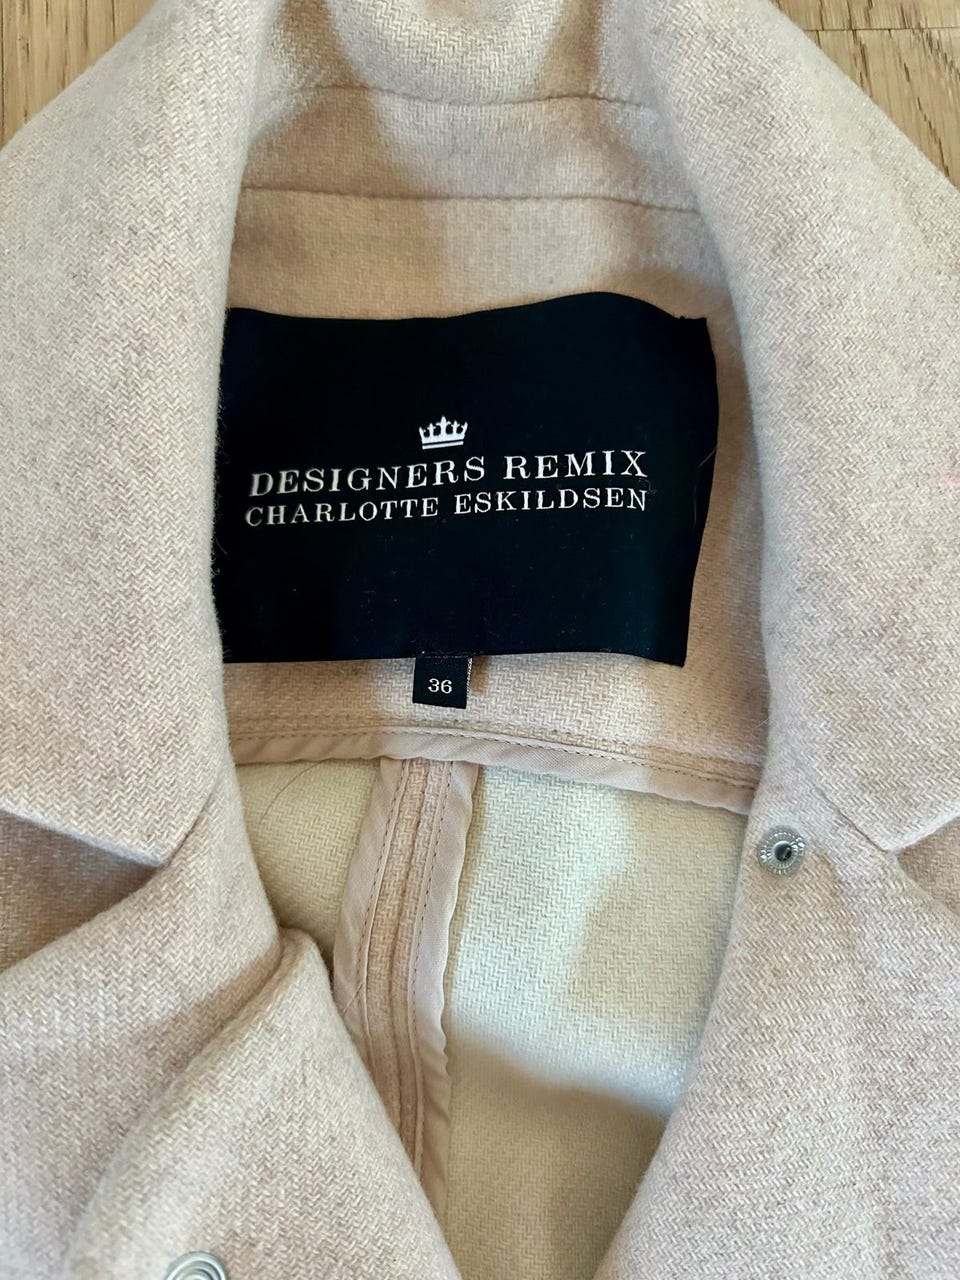 DESIGNERS REMIX
CHARLOTTE ESKILDSEN
36